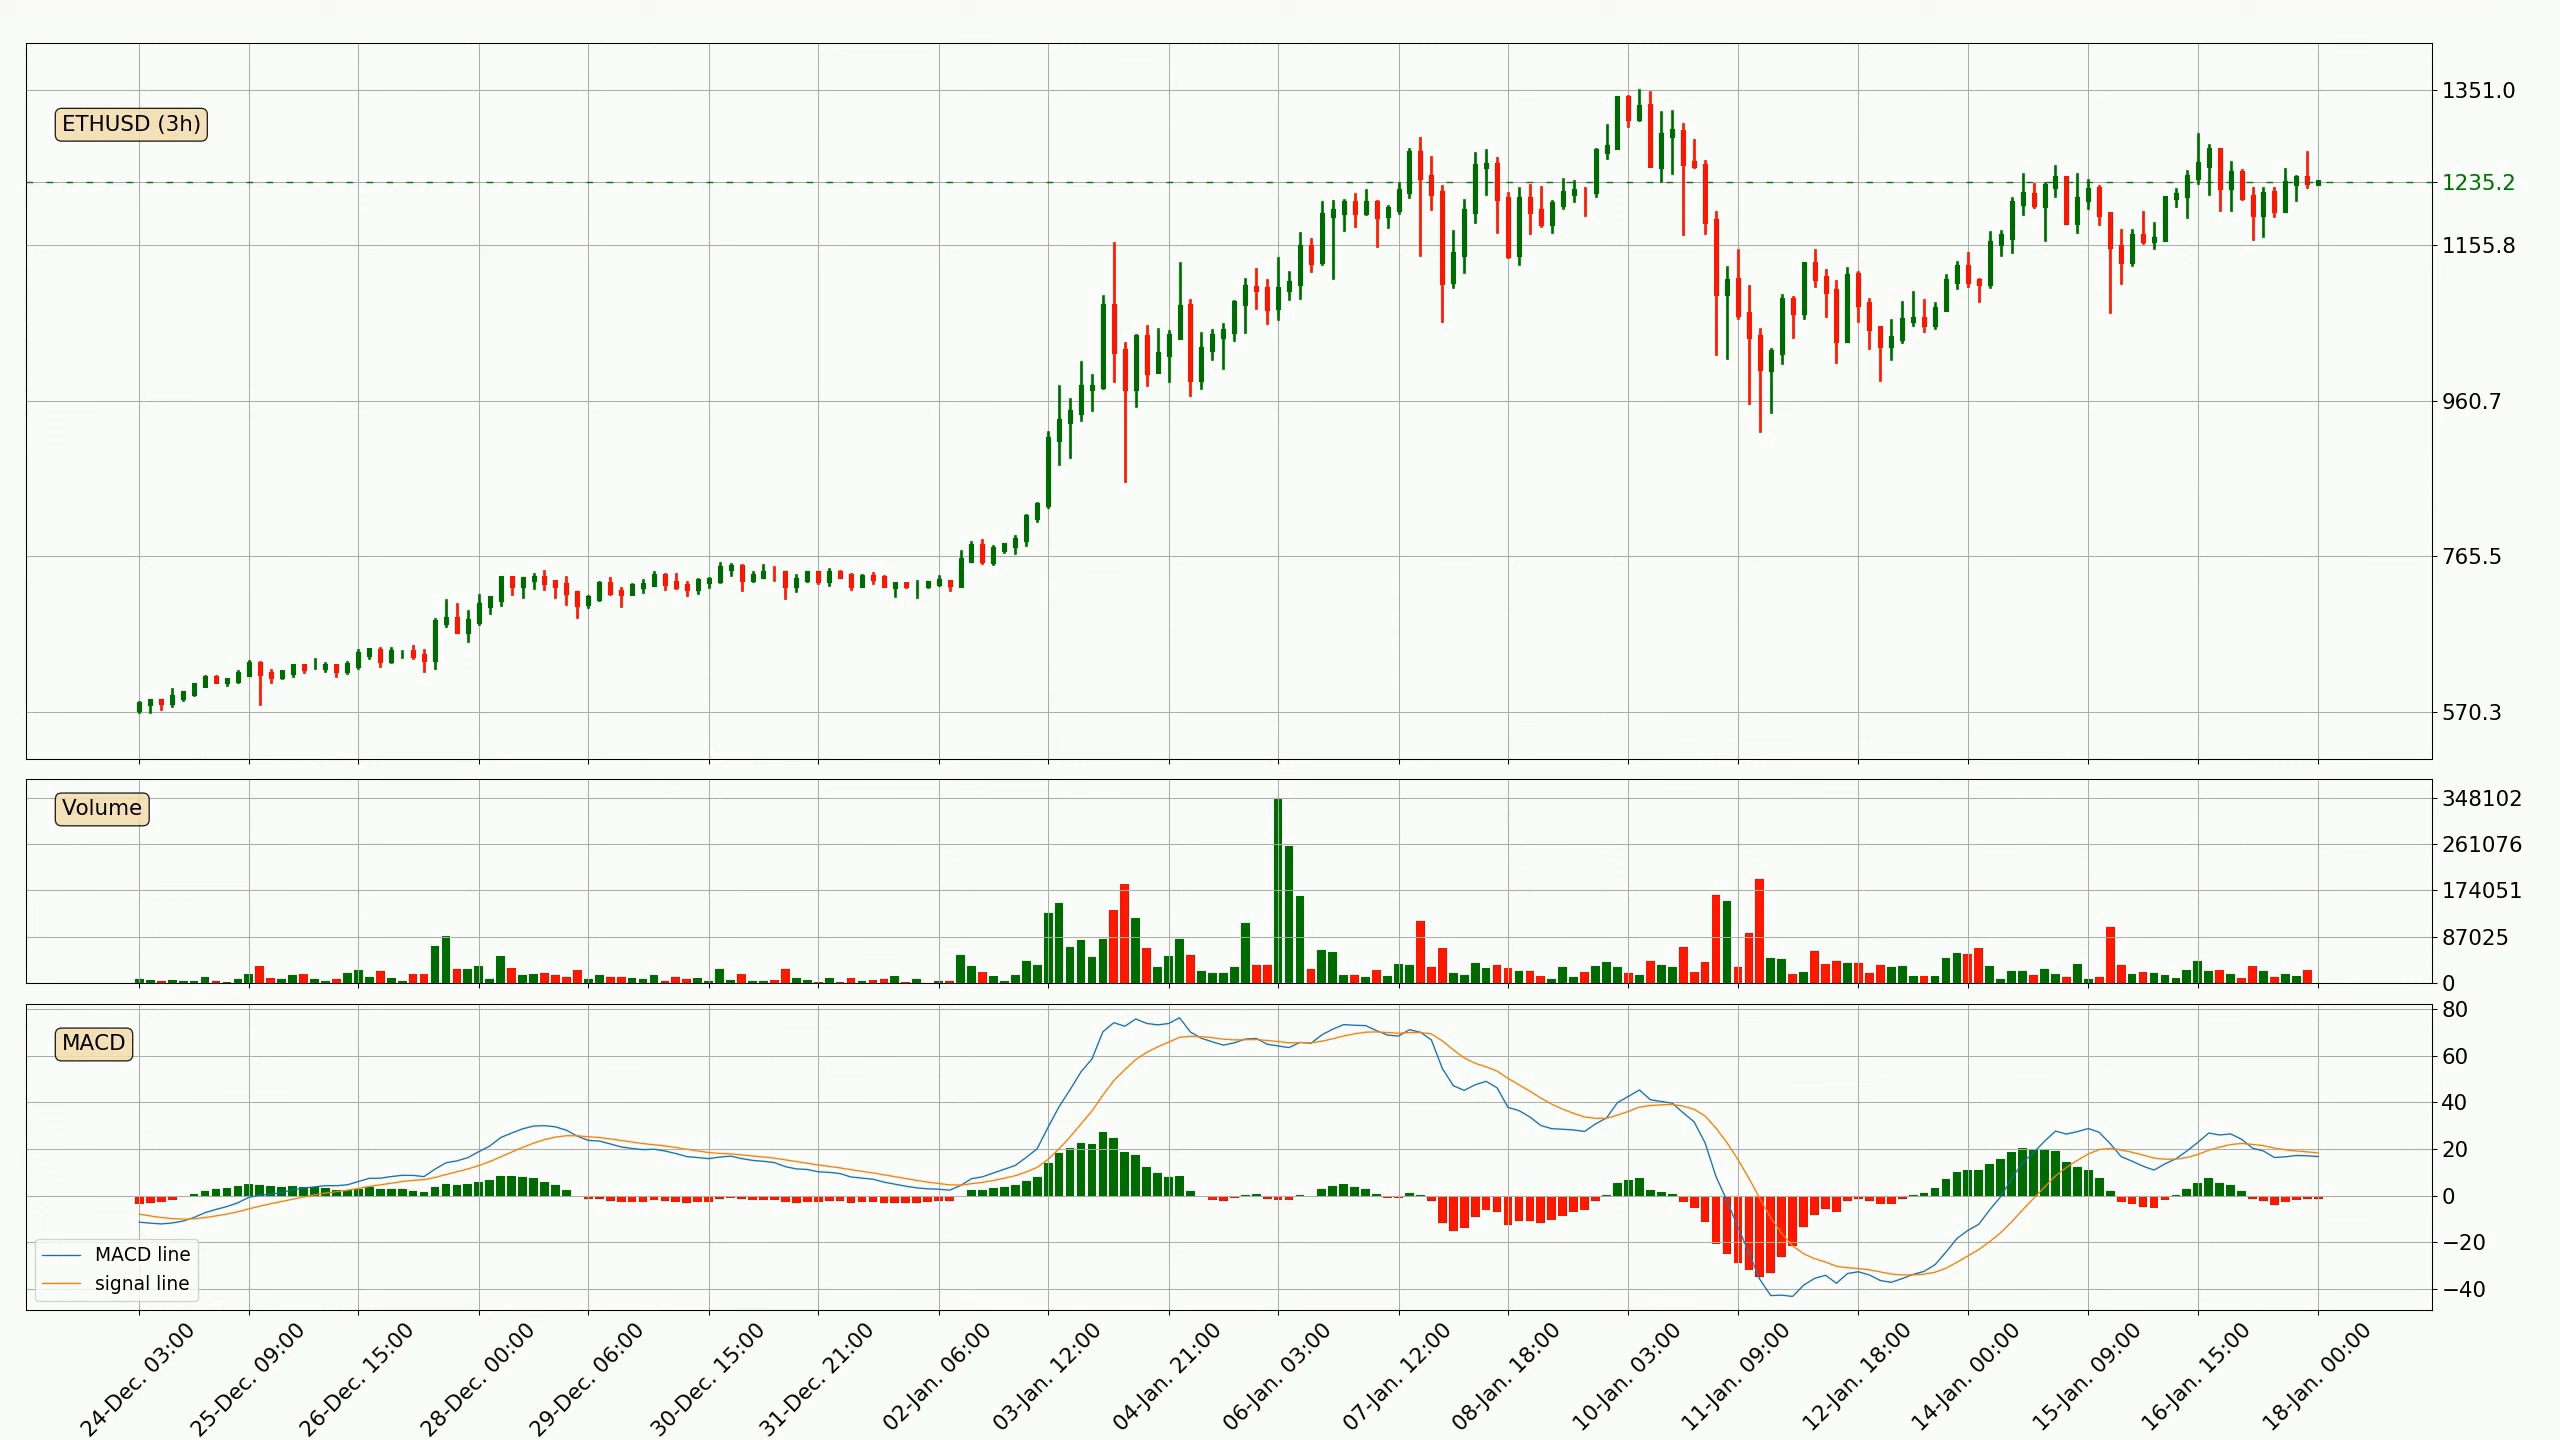 ETHUSD (3h)
1351.0
1235.2
1155.8
960.7
765.5
570.3
Volume
348102
261076
174051
87025
0
MACD
80
60
40
20
0
−20
−40
MACD line
signal line
24-Dec. 03:00
25-Dec. 09:00
26-Dec. 15:00
28-Dec. 00:00
29-Dec. 06:00
30-Dec. 15:00
31-Dec. 21:00
02-Jan. 06:00
03-Jan. 12:00
04-Jan. 21:00
06-Jan. 03:00
07-Jan. 12:00
08-Jan. 18:00
10-Jan. 03:00
11-Jan. 09:00
12-Jan. 18:00
14-Jan. 00:00
15-Jan. 09:00
16-Jan. 15:00
18-Jan. 00:00